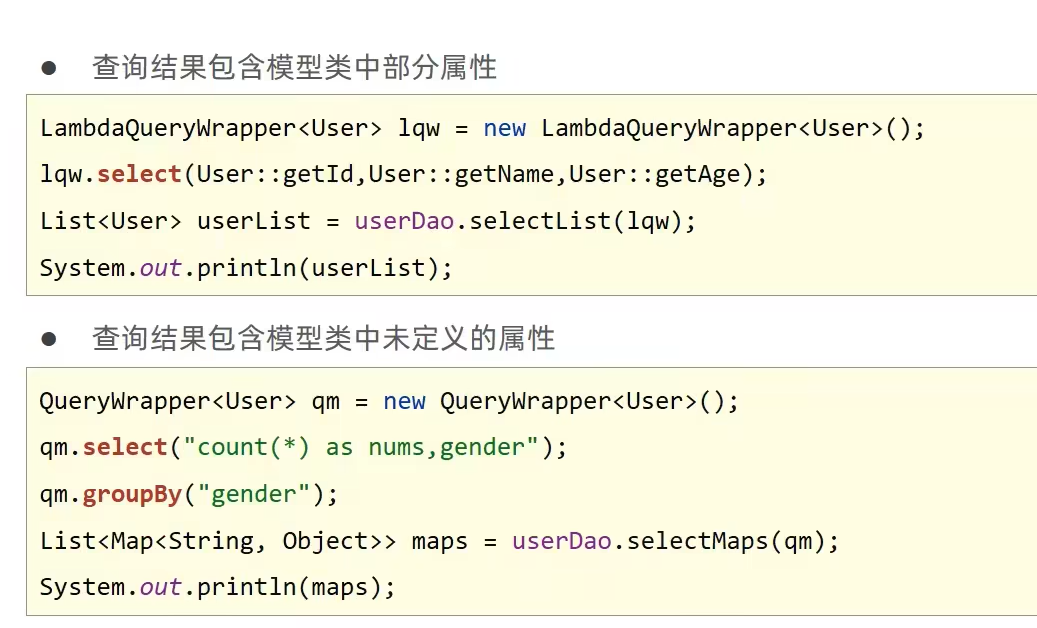 ● 查询结果包含模型类中部分属性
LambdaQueryWrapper<User> lqw = new LambdaQueryWrapper<User>();
lqw.select(User::getId,User::getName,User::getAge);
List<User> userList = userDao.selectList(lqw);
System.out.println(userList);
● 查询结果包含模型类中未定义的属性
QueryWrapper<User> qm = new QueryWrapper<User>();
qm.select("count(*) as nums,gender");
qm.groupBy("gender");
List<Map<String, Object>> maps = userDao.selectMaps(qm);
System.out.println(maps);